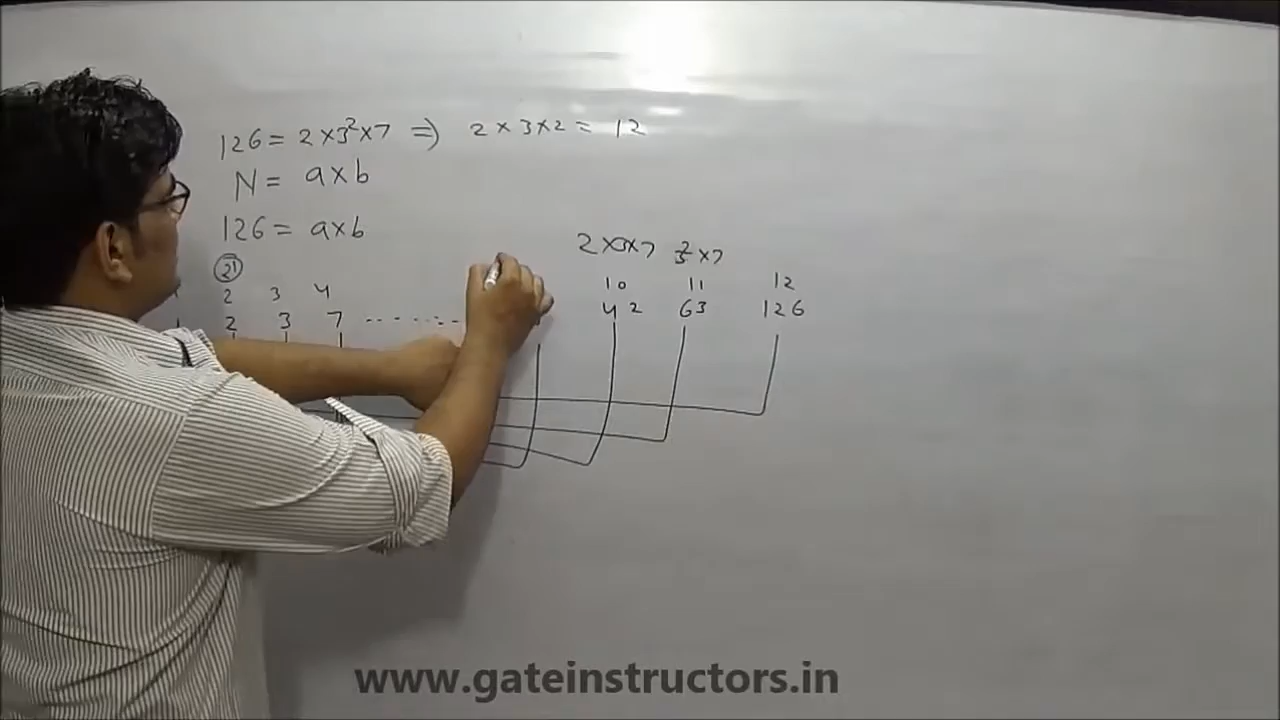 126 = 2 × 3² × 7 ⇒ 2 × 3 × 2 = 12
N = a × b
126 = a × b
2 × 3 × 7 3² × 7
2 3 4 10 11 12
2 3 7 ------- 42 63 126
www.gateinstructors.in